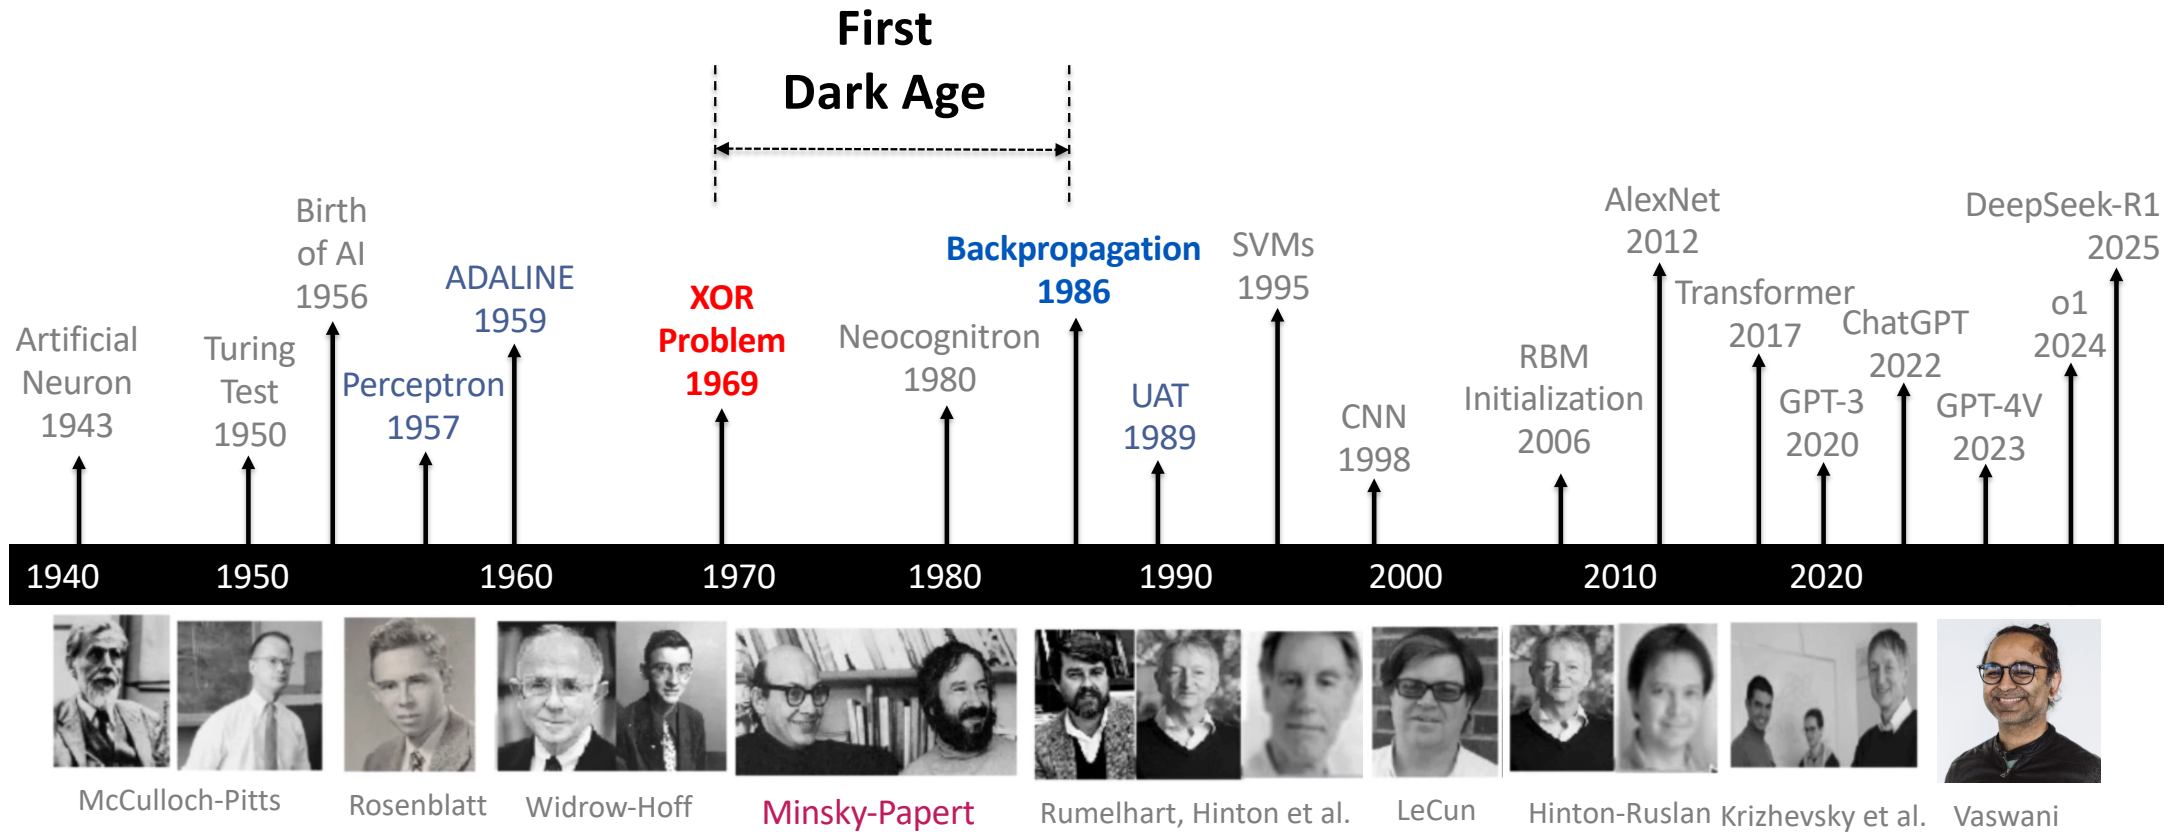 First
Dark Age
Artificial
Neuron
1943
Turing
Test
1950
Birth
of AI
1956
Perceptron
1957
ADALINE
1959
XOR
Problem
1969
Neocognitron
1980
Backpropagation
1986
UAT
1989
SVMs
1995
CNN
1998
RBM
Initialization
2006
AlexNet
2012
Transformer
2017
GPT-3
2020
ChatGPT
2022
GPT-4V
2023
o1
2024
DeepSeek-R1
2025
1940 1950 1960 1970 1980 1990 2000 2010 2020
McCulloch-Pitts
Rosenblatt
Widrow-Hoff
Minsky-Papert
Rumelhart, Hinton et al.
LeCun
Hinton-Ruslan
Krizhevsky et al.
Vaswani